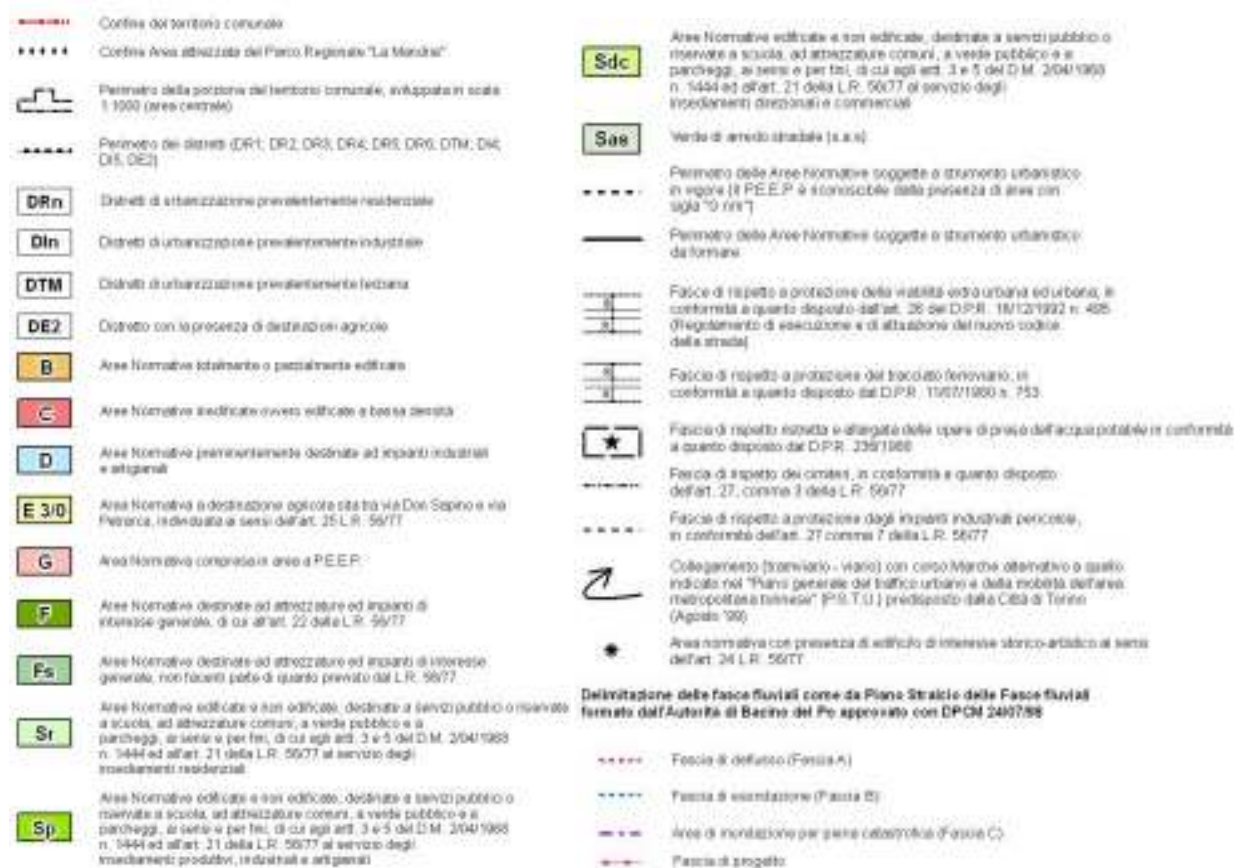 Confine del territorio comunale
Confine Area attrezzata del Parco Regionale "La Mandria"
Perimetro della porzione del territorio comunale, sviluppata in scala
1:1000 (area centrale)
Perimetro dei distretti (DR1; DR2; DR3; DR4; DR5; DR6; DTM; DI4;
DI5; DE2)
DRn
Distretti di urbanizzazione prevalentemente residenziale
DIn
Distretti di urbanizzazione prevalentemente industriale
DTM
Distretti di urbanizzazione prevalentemente terziaria
DE2
Distretto con la presenza di destinazioni agricole
B
Aree Normative totalmente o parzialmente edificate
C
Aree Normative inedificate ovvero edificate a bassa densità
D
Aree Normative preminentemente destinate ad impianti industriali
e artigianali
E 3/0
Area Normativa a destinazione agricola sita tra via Don Sapino e via
Petrarca, individuata ai sensi dell'art. 25 L.R. 56/77
G
Area Normativa compresa in area a P.E.E.P.
F
Aree Normative destinate ad attrezzature ed impianti di
interesse generale, di cui all'art. 22 della L.R. 56/77
Fs
Aree Normative destinate ad attrezzature ed impianti di interesse
generale, non facenti parte di quanto previsto dal L.R. 56/77
Sr
Aree Normative edificate e non edificate, destinate a servizi pubblici o riservate
a scuola, ad attrezzature comuni, a verde pubblico e a
parcheggi, ai sensi e per fini, di cui agli artt. 3 e 5 del D.M. 2/04/1968
n. 1444 ed all'art. 21 della L.R. 56/77 al servizio degli
insediamenti residenziali
Sp
Aree Normative edificate e non edificate, destinate a servizi pubblici o
riservate a scuola, ad attrezzature comuni, a verde pubblico e a
parcheggi, ai sensi e per fini, di cui agli artt. 3 e 5 del D.M. 2/04/1968
n. 1444 ed all'art. 21 della L.R. 56/77 al servizio degli
insediamenti produttivi, industriali e artigianali
Sdc
Aree Normative edificate e non edificate, destinate a servizi pubblici o
riservate a scuola, ad attrezzature comuni, a verde pubblico e a
parcheggi, ai sensi e per fini, di cui agli artt. 3 e 5 del D.M. 2/04/1968
n. 1444 ed all'art. 21 della L.R. 56/77 al servizio degli
insediamenti direzionali e commerciali
Sas
Verde di arredo stradale (s.a.s)
Perimetro delle Aree Normative soggette a strumento urbanistico
in vigore (il P.E.E.P. è riconoscibile dalla presenza di aree con
sigla
Perimetro delle Aree Normative soggette a strumento urbanistico
da formare
Fasce di rispetto a protezione della viabilità extra urbana ed urbana, in
conformità a quanto disposto dall'art. 26 del D.P.R. 16/12/1992 n. 495
(Regolamento di esecuzione e di attuazione del nuovo codice
della strada)
Fascia di rispetto a protezione del tracciato ferroviario, in
conformità a quanto disposto dal D.P.R. 11/07/1980 n. 753
Fascia di rispetto ristretta e allargata delle opere di presa dell'acqua potabile in conformità
a quanto disposto dal D.P.R. 236/1988
Fascia di rispetto dei cimiteri, in conformità a quanto disposto
dell'art. 27, comma 3 della L.R. 56/77
Fascia di rispetto a protezione dagli impianti industriali pericolosi,
in conformità dell'art. 27 comma 7 della L.R. 56/77
Collegamento (tramviario - viario) con corso Marche alternativo a quello
indicato nel "Piano generale del traffico urbano e della mobilità dell'area
metropolitana torinese" (P.G.T.U.) predisposto dalla Città di Torino
(Agosto '99)
Area normativa con presenza di edificio di interesse storico-artistico ai sensi
dell'art. 24 L.R. 56/77
Delimitazione delle fasce fluviali come da Piano Stralcio delle Fasce fluviali
formato dall'Autorità di Bacino del Po approvato con DPCM 24/07/98
Fascia di deflusso (Fascia A)
Fascia di esondazione (Fascia B)
Area di inondazione per piena catastrofica (Fascia C)
Fascia di progetto